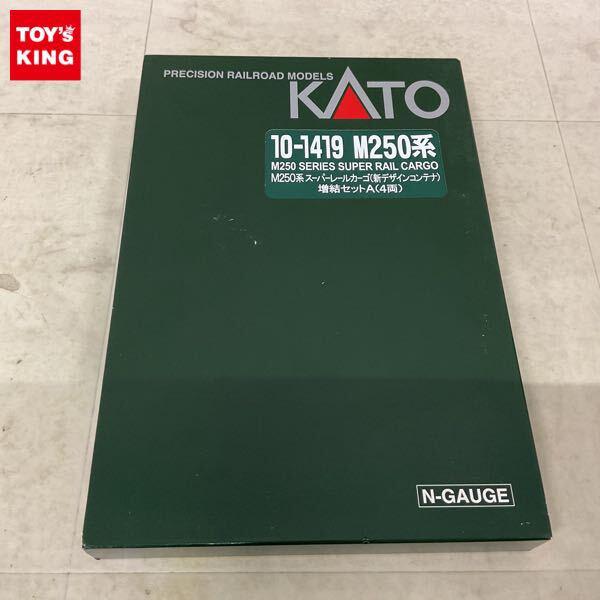 TOY'S
KING
PRECISION RAILROAD MODELS
KATO
10-1419 M250系
M250 SERIES SUPER RAIL CARGO
M250系スーパーレールカーゴ(新デザインコンテナ)
増結セットA(4両)
N-GAUGE